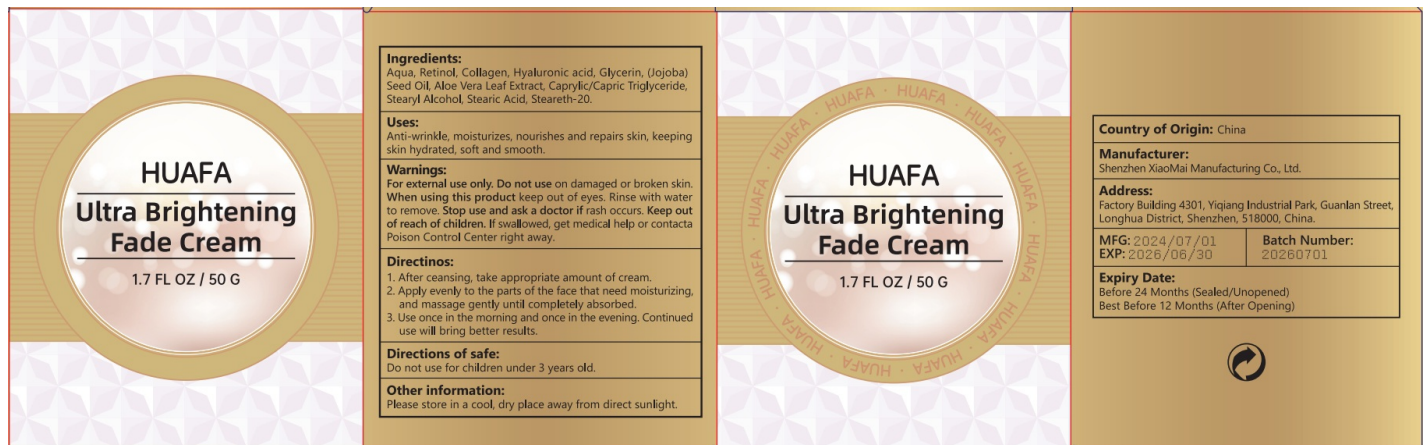 HUAFA
Ultra Brightening
Fade Cream
1.7 FL OZ / 50 G
Ingredients:
Aqua, Retinol, Collagen, Hyaluronic acid, Glycerin, (Jojoba)
Seed Oil, Aloe Vera Leaf Extract, Caprylic/Capric Triglyceride,
Stearyl Alcohol, Stearic Acid, Steareth-20.
Uses:
Anti-wrinkle, moisturizes, nourishes and repairs skin, keeping
skin hydrated, soft and smooth.
Warnings:
For external use only. Do not use on damaged or broken skin.
When using this product keep out of eyes. Rinse with water
to remove. Stop use and ask a doctor if rash occurs. Keep out
of reach of children. If swallowed, get medical help or contacta
Poison Control Center right away.
Directinos:
1. After ceansing, take appropriate amount of cream.
2. Apply evenly to the parts of the face that need moisturizing,
and massage gently until completely absorbed.
3. Use once in the morning and once in the evening. Continued
use will bring better results.
Directions of safe:
Do not use for children under 3 years old.
Other information:
Please store in a cool, dry place away from direct sunlight.
HUAFA · HUAFA · HUAFA · HUAFA · HUAFA · HUAFA · HUAFA · HUAFA · HUAFA · HUAFA · HUAFA · HUAFA ·
HUAFA
Ultra Brightening
Fade Cream
1.7 FL OZ / 50 G
Country of Origin: China
Manufacturer:
Shenzhen XiaoMai Manufacturing Co., Ltd.
Address:
Factory Building 4301, Yiqiang Industrial Park, Guanlan Street,
Longhua District, Shenzhen, 518000, China.
MFG: 2024/07/01
EXP: 2026/06/30
Batch Number:
20260701
Expiry Date:
Before 24 Months (Sealed/Unopened)
Best Before 12 Months (After Opening)